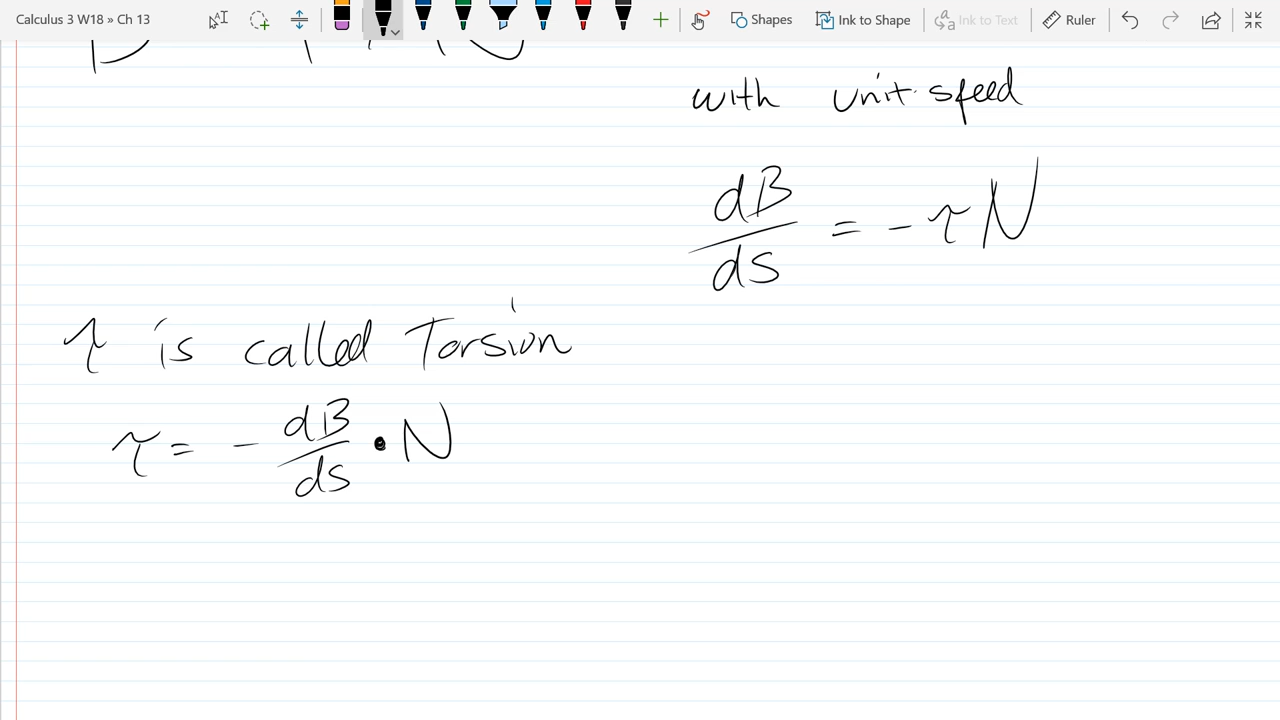 Calculus 3 W18 » Ch 13
Shapes
Ink to Shape
Ink to Text
Ruler
with unit speed
dB/ds = -τN
τ is called Torsion
τ = - dB/ds • N